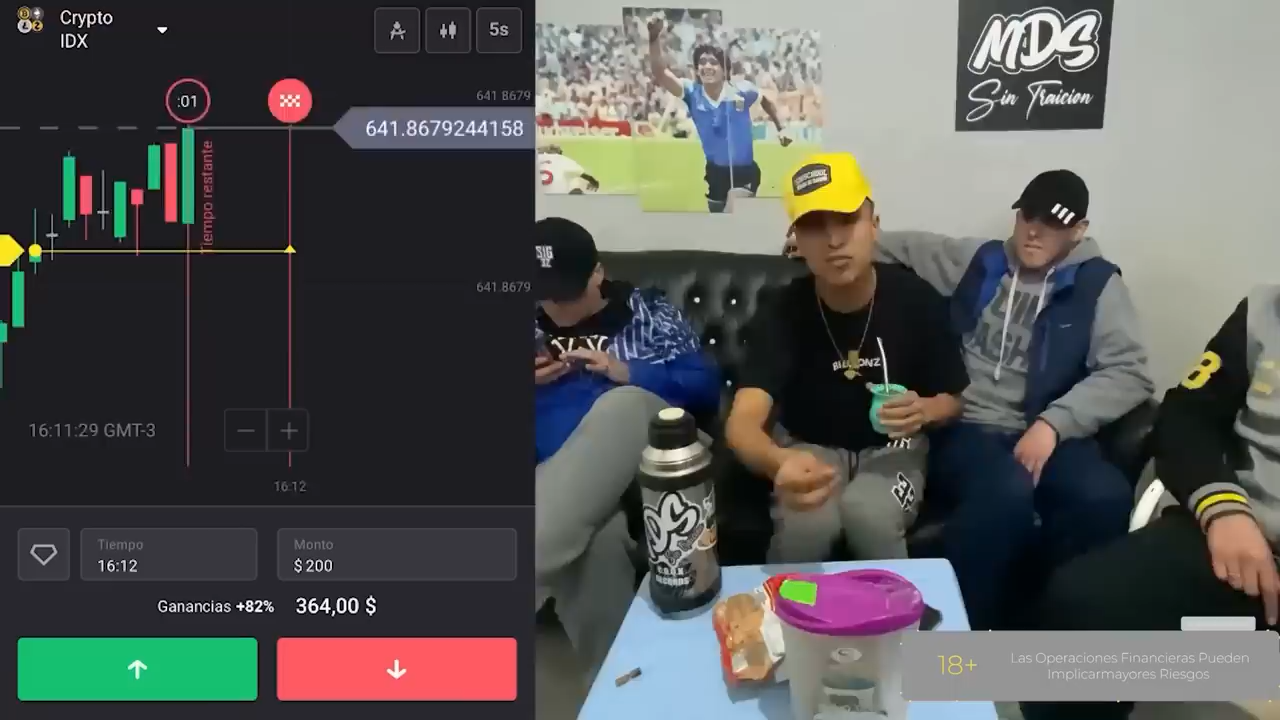 Crypto
IDX
5s
:01
641.8679
641.8679244158
Tiempo restante
641.8679
16:11:29 GMT-3
16:12
Tiempo
16:12
Monto
$ 200
Ganancias +82%
364,00 $
MDS
Sin Traicion
18+
Las Operaciones Financieras Pueden
Implicarmayores Riesgos